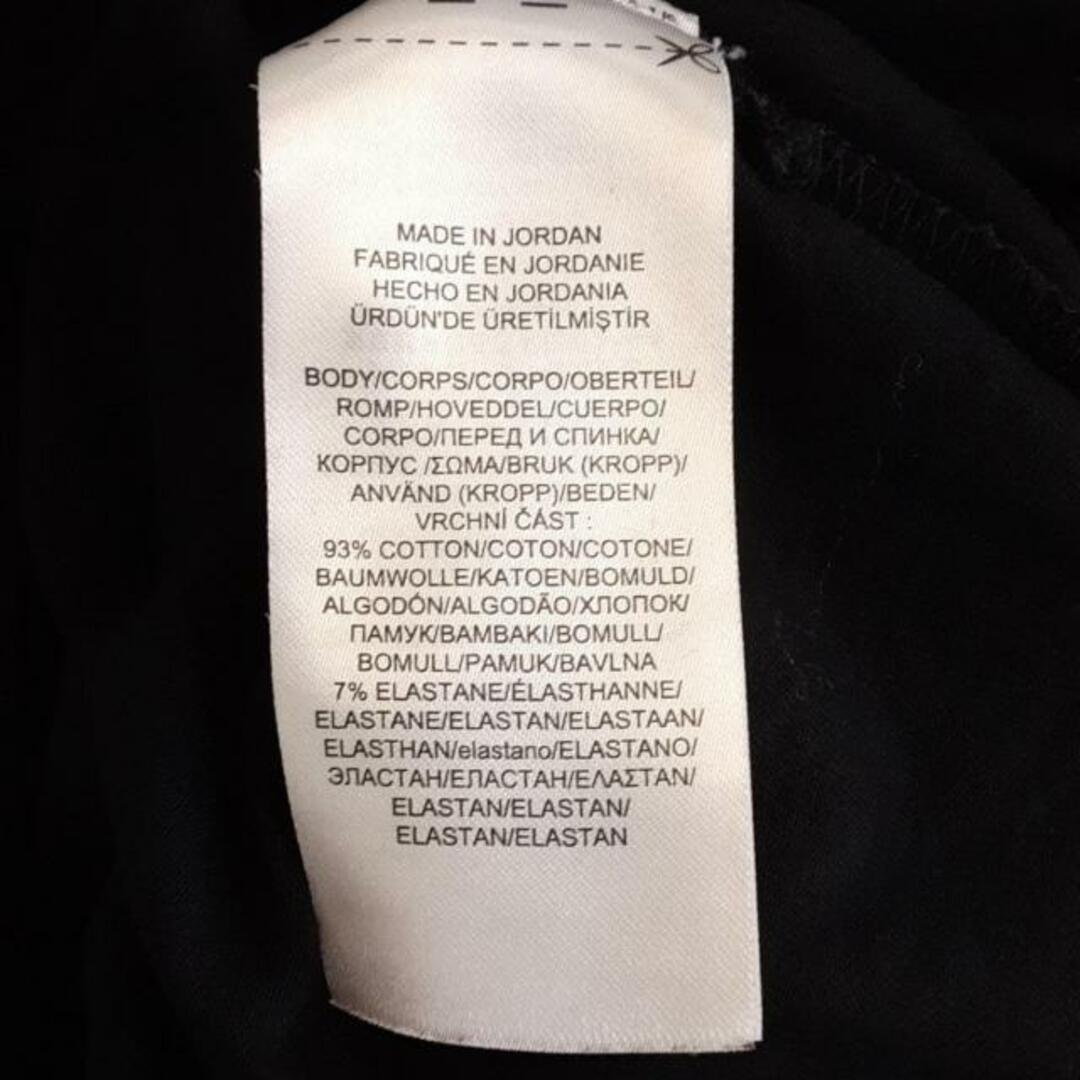 MADE IN JORDAN
FABRIQUÉ EN JORDANIE
HECHO EN JORDANIA
ÜRDÜN'DE ÜRETİLMİŞTİR
BODY/CORPS/CORPO/OBERTEIL/
ROMP/HOVEDDEL/CUERPO/
CORPO/ПЕРЕД И СПИНКА/
КОРПУС /ΣΩΜΑ/BRUK (KROPP)/
ANVÄND (KROPP)/BEDEN/
VRCHNÍ ČÁST :
93% COTTON/COTON/COTONE/
BAUMWOLLE/KATOEN/BOMULD/
ALGODÓN/ALGODÃO/ХЛОПОК/
ПАМУК/ΒΑΜΒΑΚΙ/BOMULL/
BOMULL/PAMUK/BAVLNA
7% ELASTANE/ÉLASTHANNE/
ELASTANE/ELASTAN/ELASTAAN/
ELASTHAN/elastano/ELASTANO/
ЭЛАСТАН/ЕЛАСТАН/ΕΛΑΣΤΑΝ/
ELASTAN/ELASTAN/
ELASTAN/ELASTAN